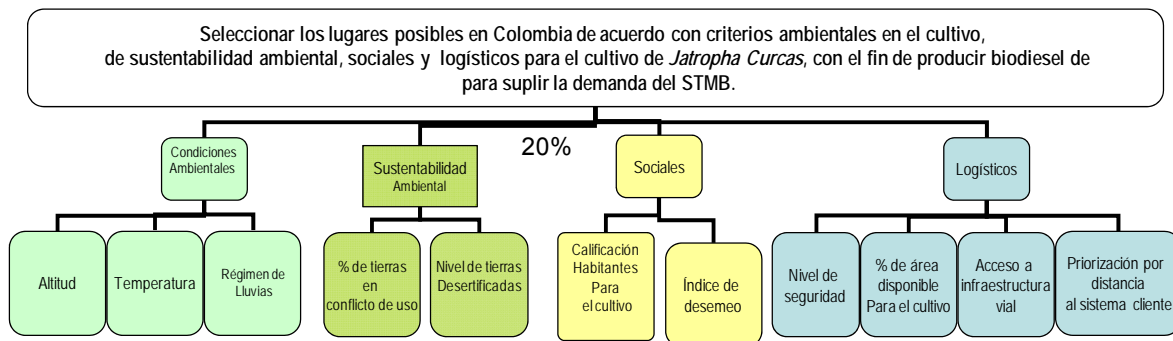 Seleccionar los lugares posibles en Colombia de acuerdo con criterios ambientales en el cultivo,
de sustentabilidad ambiental, sociales y logísticos para el cultivo de Jatropha Curcas, con el fin de producir biodiesel de
para suplir la demanda del STMB.
20%
Condiciones
Ambientales
Sustentabilidad
Ambiental
Sociales
Logísticos
Altitud
Temperatura
Régimen de
Lluvias
% de tierras
en
conflicto de uso
Nivel de tierras
Desertificadas
Calificación
Habitantes
Para
el cultivo
Índice de
desemeo
Nivel de
seguridad
% de área
disponible
Para el cultivo
Acceso a
infraestructura
vial
Priorización por
distancia
al sistema cliente